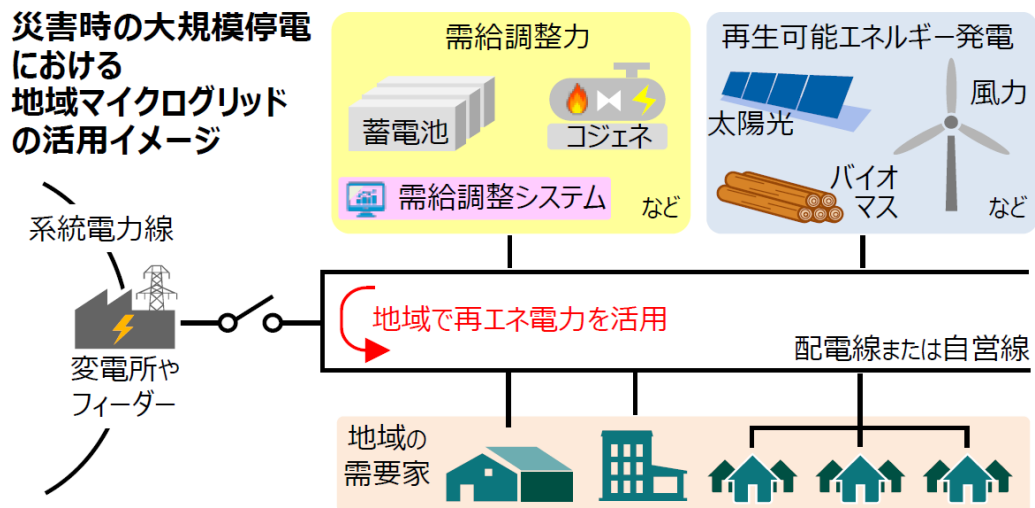 災害時の大規模停電
における
地域マイクログリッド
の活用イメージ
系統電力線
変電所や
フィーダー
需給調整力
蓄電池
コジェネ
需給調整システム
など
再生可能エネルギー発電
太陽光
風力
バイオ
マス
など
地域で再エネ電力を活用
配電線または自営線
地域の
需要家